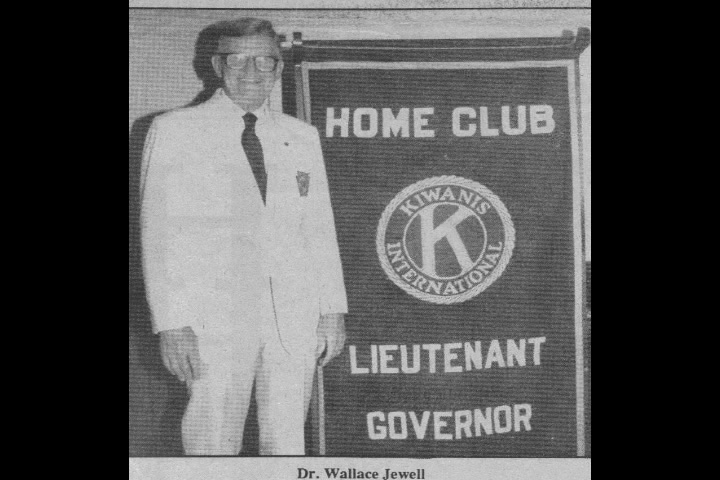 HOME CLUB
KIWANIS
K
INTERNATIONAL
LIEUTENANT
GOVERNOR
Dr. Wallace Jewell